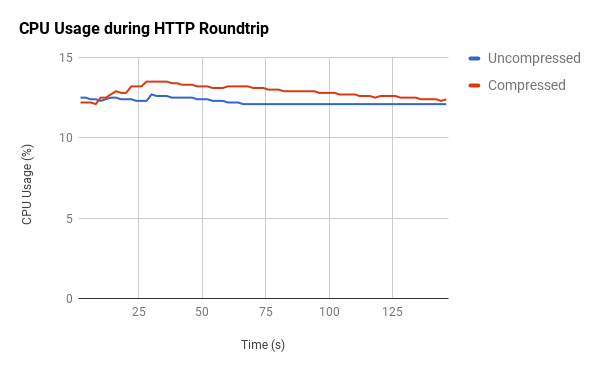 CPU Usage during HTTP Roundtrip
Uncompressed
Compressed
15
10
5
0
CPU Usage (%)
25 50 75 100 125
Time (s)